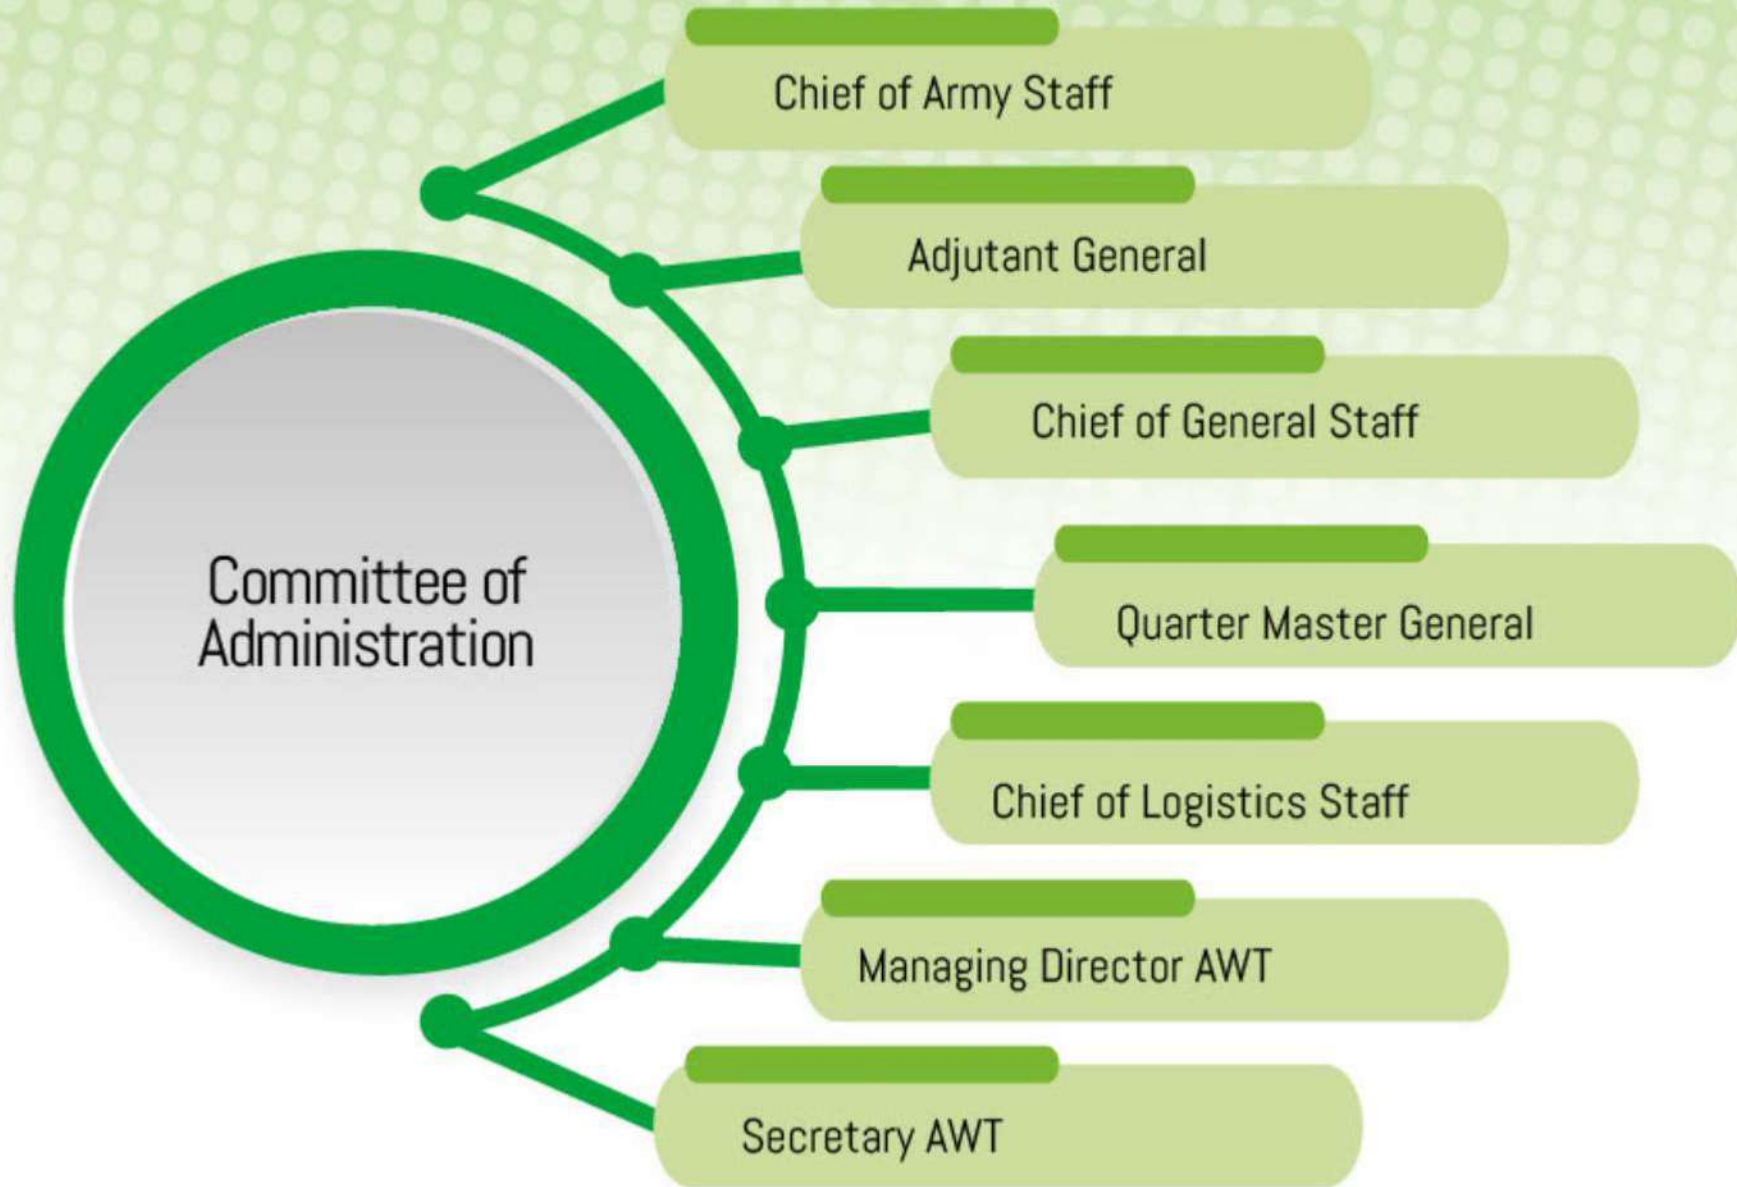 Chief of Army Staff
Adjutant General
Chief of General Staff
Committee of
Administration
Quarter Master General
Chief of Logistics Staff
Managing Director AWT
Secretary AWT